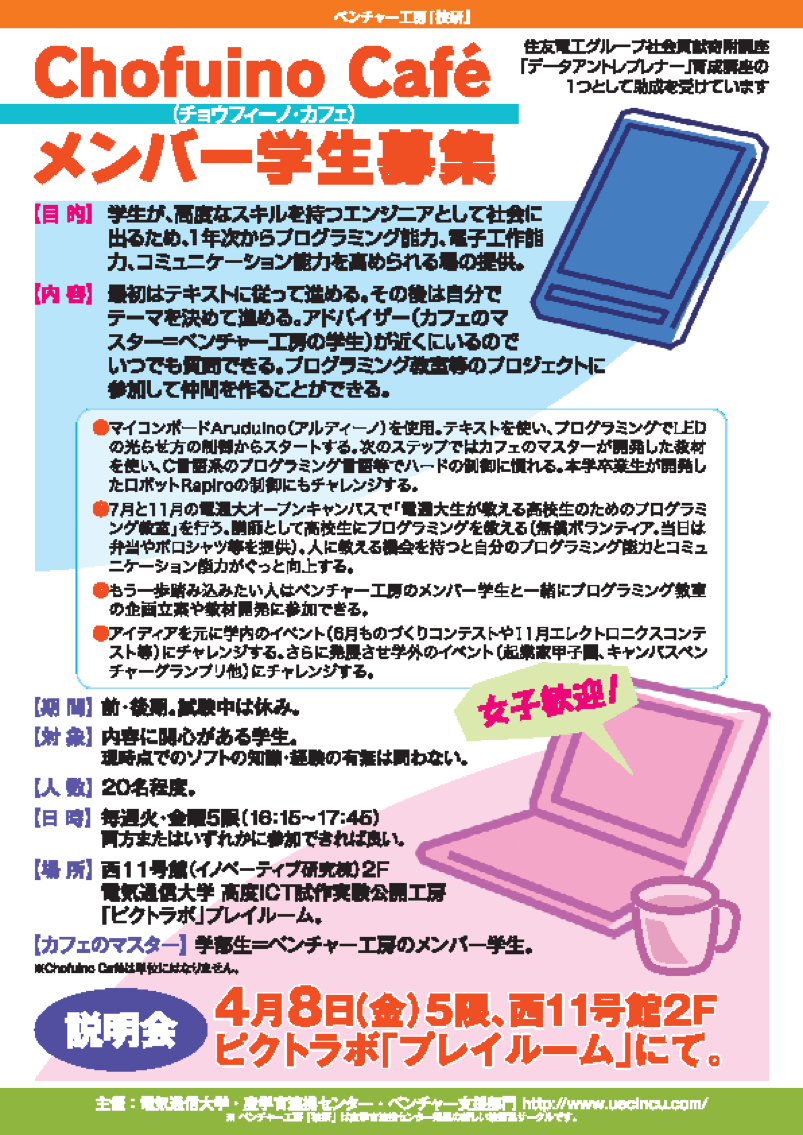 ベンチャー工房「技研」
住友電工グループ社会貢献寄附講座
「データアントレプレナー」育成講座の
1つとして助成を受けています
Chofuino Café
(チョウフィーノ・カフェ)
メンバー学生募集
【目 的】 学生が、高度なスキルを持つエンジニアとして社会に
出るため、1年次からプログラミング能力、電子工作能
力、コミュニケーション能力を高められる場の提供。
【内 容】 最初はテキストに従って進める。その後は自分で
テーマを決めて進める。アドバイザー(カフェのマ
スター=ベンチャー工房の学生)が近くにいるので
いつでも質問できる。プログラミング教室等のプロジェクトに
参加して仲間を作ることができる。
●マイコンボードAruduino(アルディーノ)を使用。テキストを使い、プログラミングでLED
の光らせ方の制御からスタートする。次のステップではカフェのマスターが開発した教材
を使い、C言語系のプログラミング言語等でハードの制御に慣れる。本学卒業生が開発し
たロボットRapiroの制御にもチャレンジする。
●7月と11月の電通大オープンキャンパスで「電通大生が教える高校生のためのプログラミ
ング教室」を行う。講師として高校生にプログラミングを教える(無償ボランティア。当日は
弁当やポロシャツ等を提供)。人に教える機会を持つと自分のプログラミング能力とコミュ
ニケーション能力がぐっと向上する。
●もう一歩踏み込みたい人はベンチャー工房のメンバー学生と一緒にプログラミング教室
の企画立案や教材開発に参加できる。
●アイディアを元に学内のイベント(6月ものづくりコンテストや11月エレクトロニクスコンテ
スト等)にチャレンジする。さらに発展させ学外のイベント(起業家甲子園、キャンパスベン
チャーグランプリ他)にチャレンジする。
女子歓迎!
【期 間】 前・後期。試験中は休み。
【対 象】 内容に関心がある学生。
現時点でのソフトの知識・経験の有無は問わない。
【人 数】 20名程度。
【日 時】 毎週火・金曜5限(16:15~17:45)
両方またはいずれかに参加できれば良い。
【場 所】 西11号館(イノベーティブ研究棟)2F
電気通信大学 高度ICT試作実験公開工房
「ピクトラボ」プレイルーム。
【カフェのマスター】 学部生=ベンチャー工房のメンバー学生。
※Chofuino Caféは単位にはなりません。
説明会
4月8日(金)5限、西11号館2F
ピクトラボ「プレイルーム」にて。
主催:電気通信大学・産学官連携センター・ベンチャー支援部門 http://www.uecincu.com/
※ ベンチャー工房「技研」は産学官連携センター